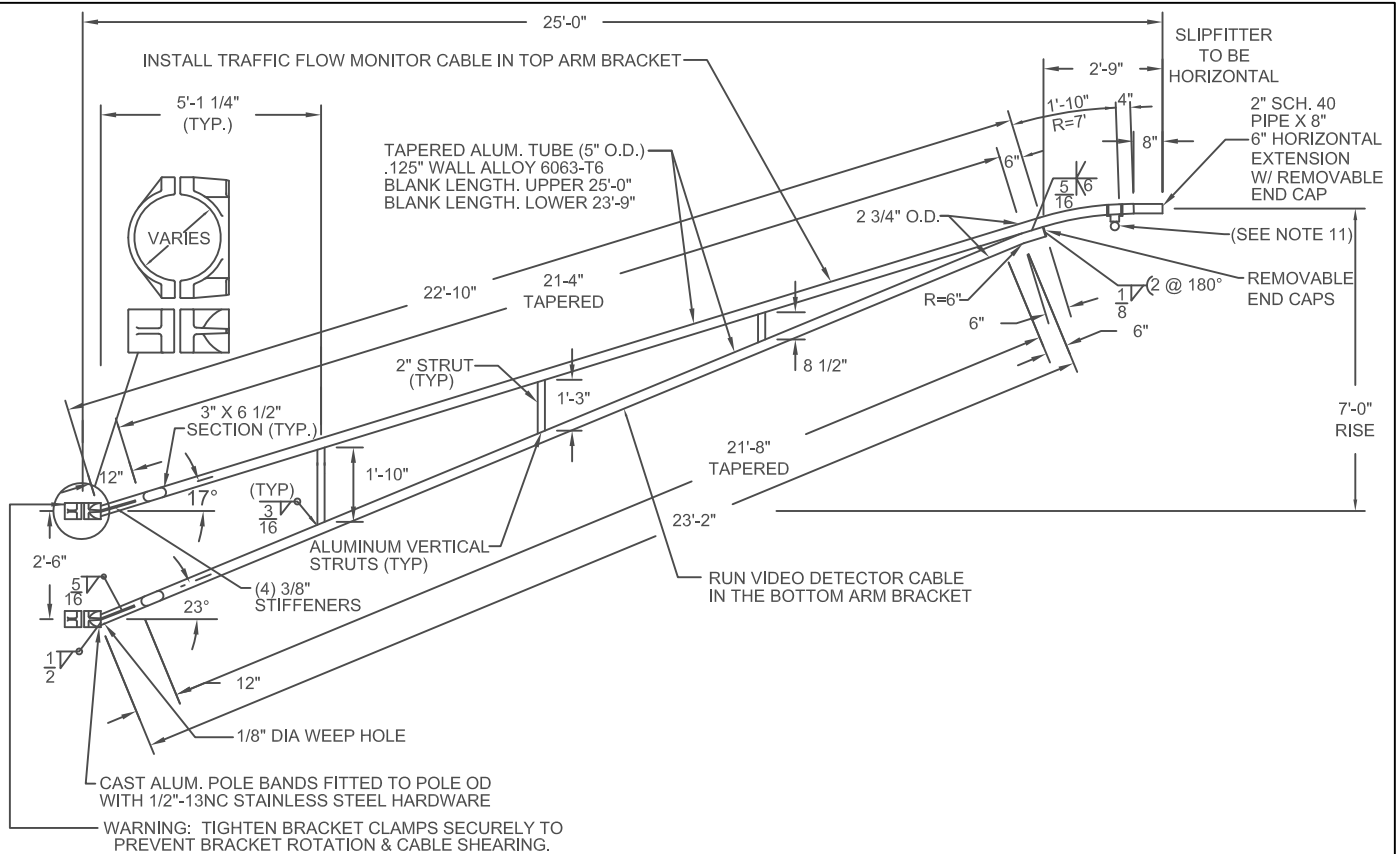 25'-0"
SLIPFITTER
TO BE
HORIZONTAL
INSTALL TRAFFIC FLOW MONITOR CABLE IN TOP ARM BRACKET
2'-9"
5'-1 1/4"
(TYP.)
1'-10"
R=7'
4"
8"
2" SCH. 40
PIPE X 8"
6" HORIZONTAL
EXTENSION
W/ REMOVABLE
END CAP
TAPERED ALUM. TUBE (5" O.D.)
.125" WALL ALLOY 6063-T6
BLANK LENGTH. UPPER 25'-0"
BLANK LENGTH. LOWER 23'-9"
6"
5
16
6
VARIES
2 3/4" O.D.
(SEE NOTE 11)
21'-4"
TAPERED
22'-10"
R=6"
1
8
(2 @ 180°
REMOVABLE
END CAPS
6"
6"
2" STRUT
(TYP)
8 1/2"
1'-3"
7'-0"
RISE
3" X 6 1/2"
SECTION (TYP.)
21'-8"
TAPERED
12"
1'-10"
(TYP)
3
16
17°
23'-2"
2'-6"
ALUMINUM VERTICAL
STRUTS (TYP)
RUN VIDEO DETECTOR CABLE
IN THE BOTTOM ARM BRACKET
5
16
(4) 3/8"
STIFFENERS
23°
1
2
12"
1/8" DIA WEEP HOLE
CAST ALUM. POLE BANDS FITTED TO POLE OD
WITH 1/2"-13NC STAINLESS STEEL HARDWARE
WARNING: TIGHTEN BRACKET CLAMPS SECURELY TO
PREVENT BRACKET ROTATION & CABLE SHEARING.